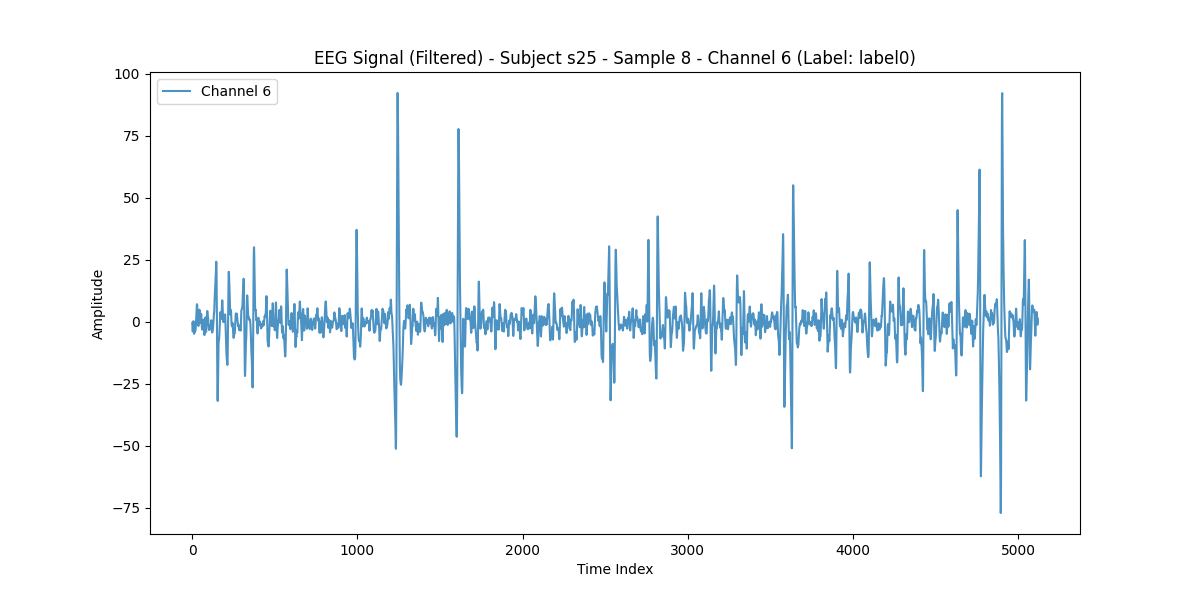 EEG Signal (Filtered) - Subject s25 - Sample 8 - Channel 6 (Label: label0)
Channel 6
100
75
50
25
0
−25
−50
−75
Amplitude
0 1000 2000 3000 4000 5000
Time Index